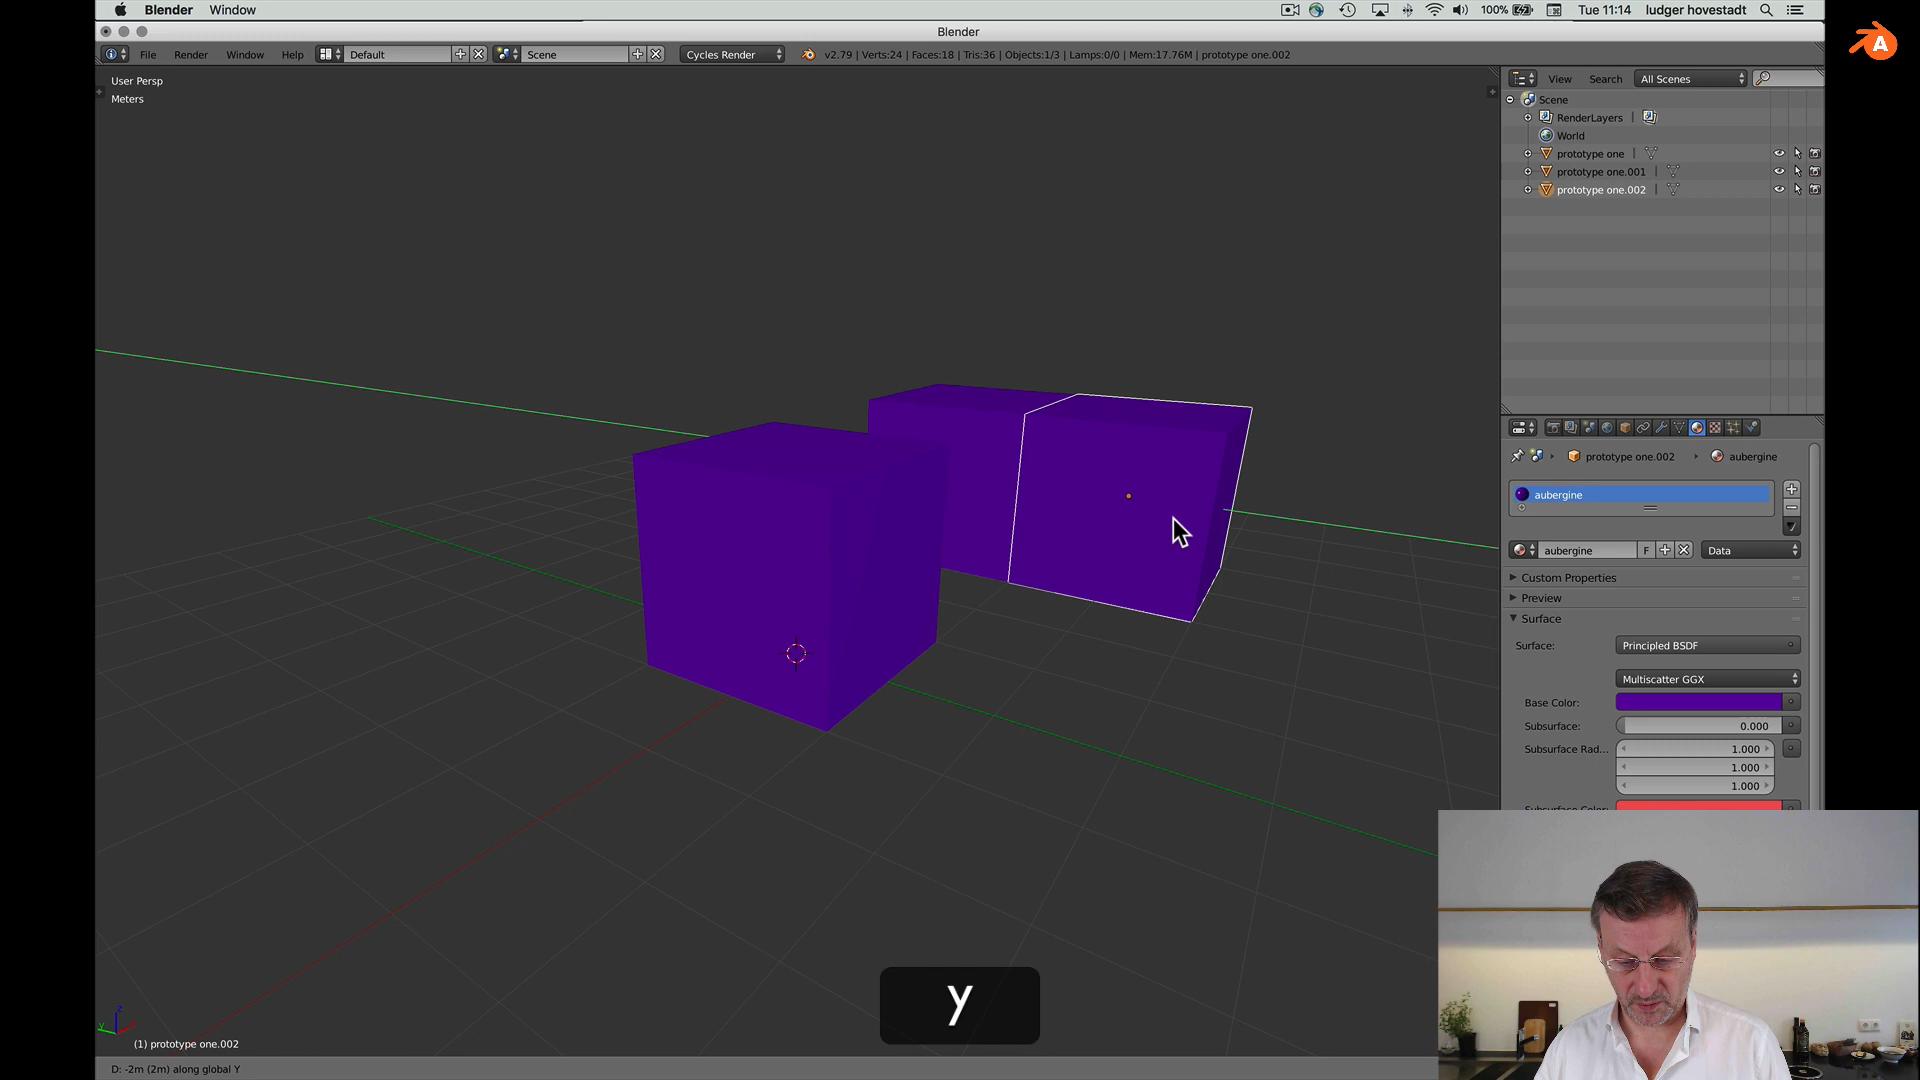 Blender Window
100% Tue 11:14 ludger hovestadt
Blender
File Render Window Help Default Scene Cycles Render v2.79 | Verts:24 | Faces:18 | Tris:36 | Objects:1/3 | Lamps:0/0 | Mem:17.76M | prototype one.002
A
User Persp
Meters
View Search All Scenes
Scene
RenderLayers
World
prototype one
prototype one.001
prototype one.002
prototype one.002 aubergine
aubergine
aubergine F Data
Custom Properties
Preview
Surface
Surface: Principled BSDF
Multiscatter GGX
Base Color:
Subsurface: 0.000
Subsurface Rad... 1.000
1.000
1.000
Subsurface Color:
y
z
y
(1) prototype one.002
D: -2m (2m) along global Y